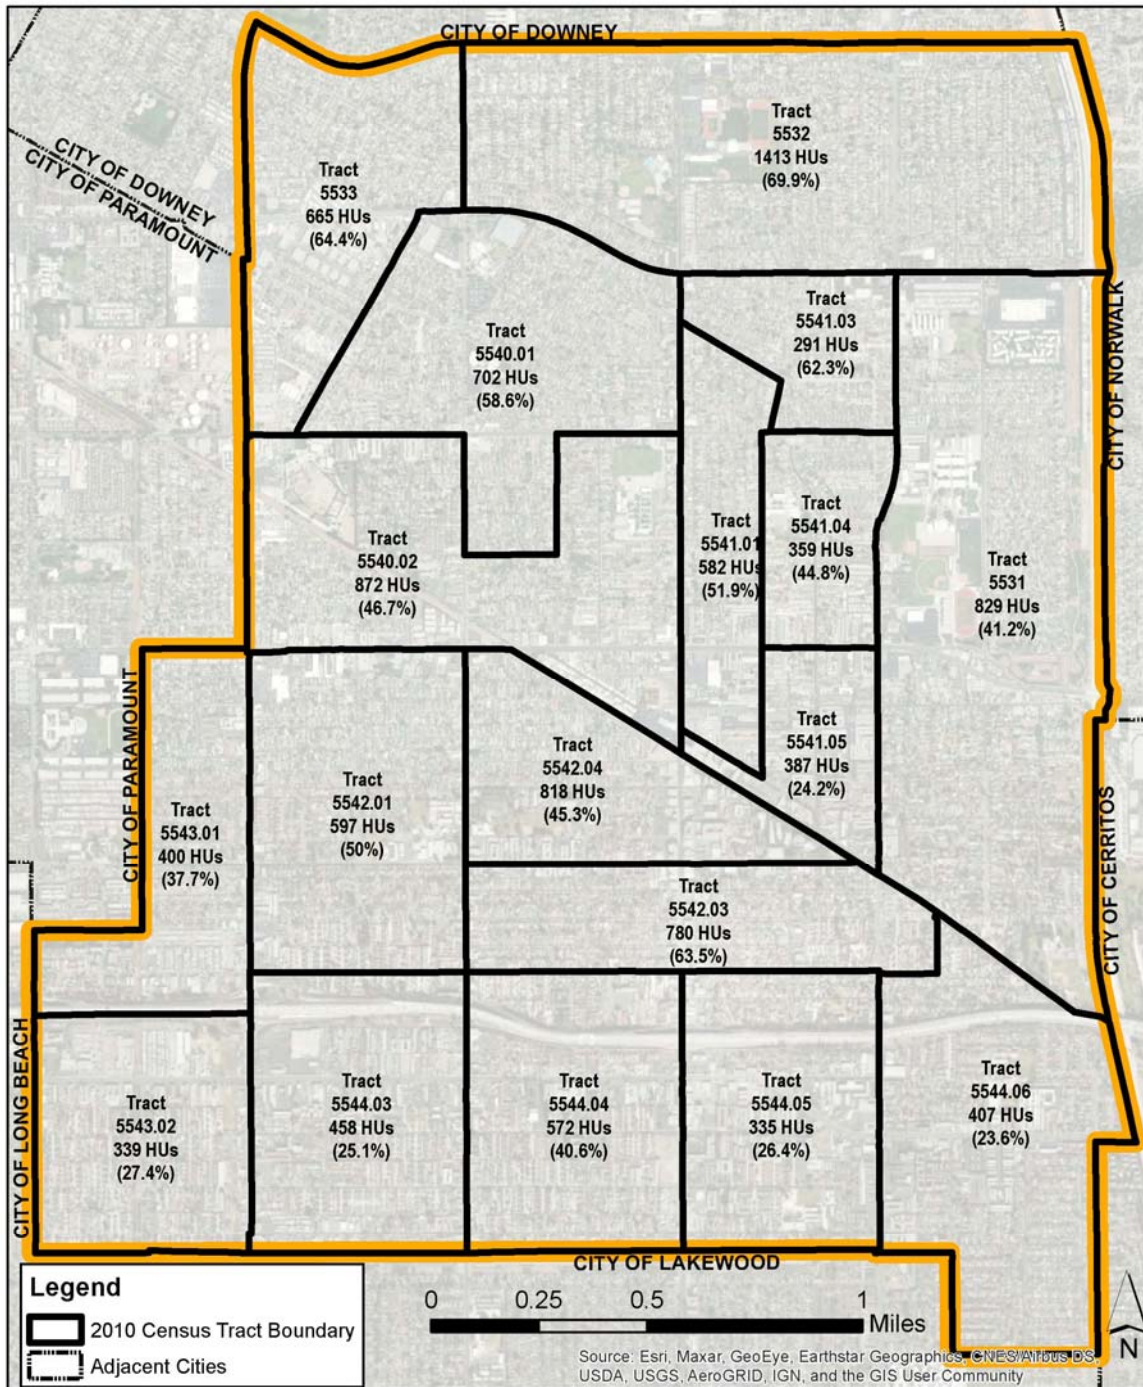 CITY OF DOWNEY
Tract
5532
1413 HUs
(69.9%)
CITY OF DOWNEY
CITY OF PARAMOUNT
Tract
5533
665 HUs
(64.4%)
Tract
5541.03
291 HUs
(62.3%)
CITY OF NORWALK
Tract
5540.01
702 HUs
(58.6%)
Tract
5541.04
359 HUs
(44.8%)
Tract
5541.01
582 HUs
(51.9%)
Tract
5540.02
872 HUs
(46.7%)
Tract
5531
829 HUs
(41.2%)
CITY OF PARAMOUNT
Tract
5541.05
387 HUs
(24.2%)
Tract
5542.04
818 HUs
(45.3%)
Tract
5542.01
597 HUs
(50%)
Tract
5543.01
400 HUs
(37.7%)
CITY OF CERRITOS
Tract
5542.03
780 HUs
(63.5%)
CITY OF LONG BEACH
Tract
5543.02
339 HUs
(27.4%)
Tract
5544.03
458 HUs
(25.1%)
Tract
5544.04
572 HUs
(40.6%)
Tract
5544.05
335 HUs
(26.4%)
Tract
5544.06
407 HUs
(23.6%)
CITY OF LAKEWOOD
Legend
2010 Census Tract Boundary
Adjacent Cities
0 0.25 0.5 1
Miles
N
Source: Esri, Maxar, GeoEye, Earthstar Geographics, CNES/Airbus DS,
USDA, USGS, AeroGRID, IGN, and the GIS User Community